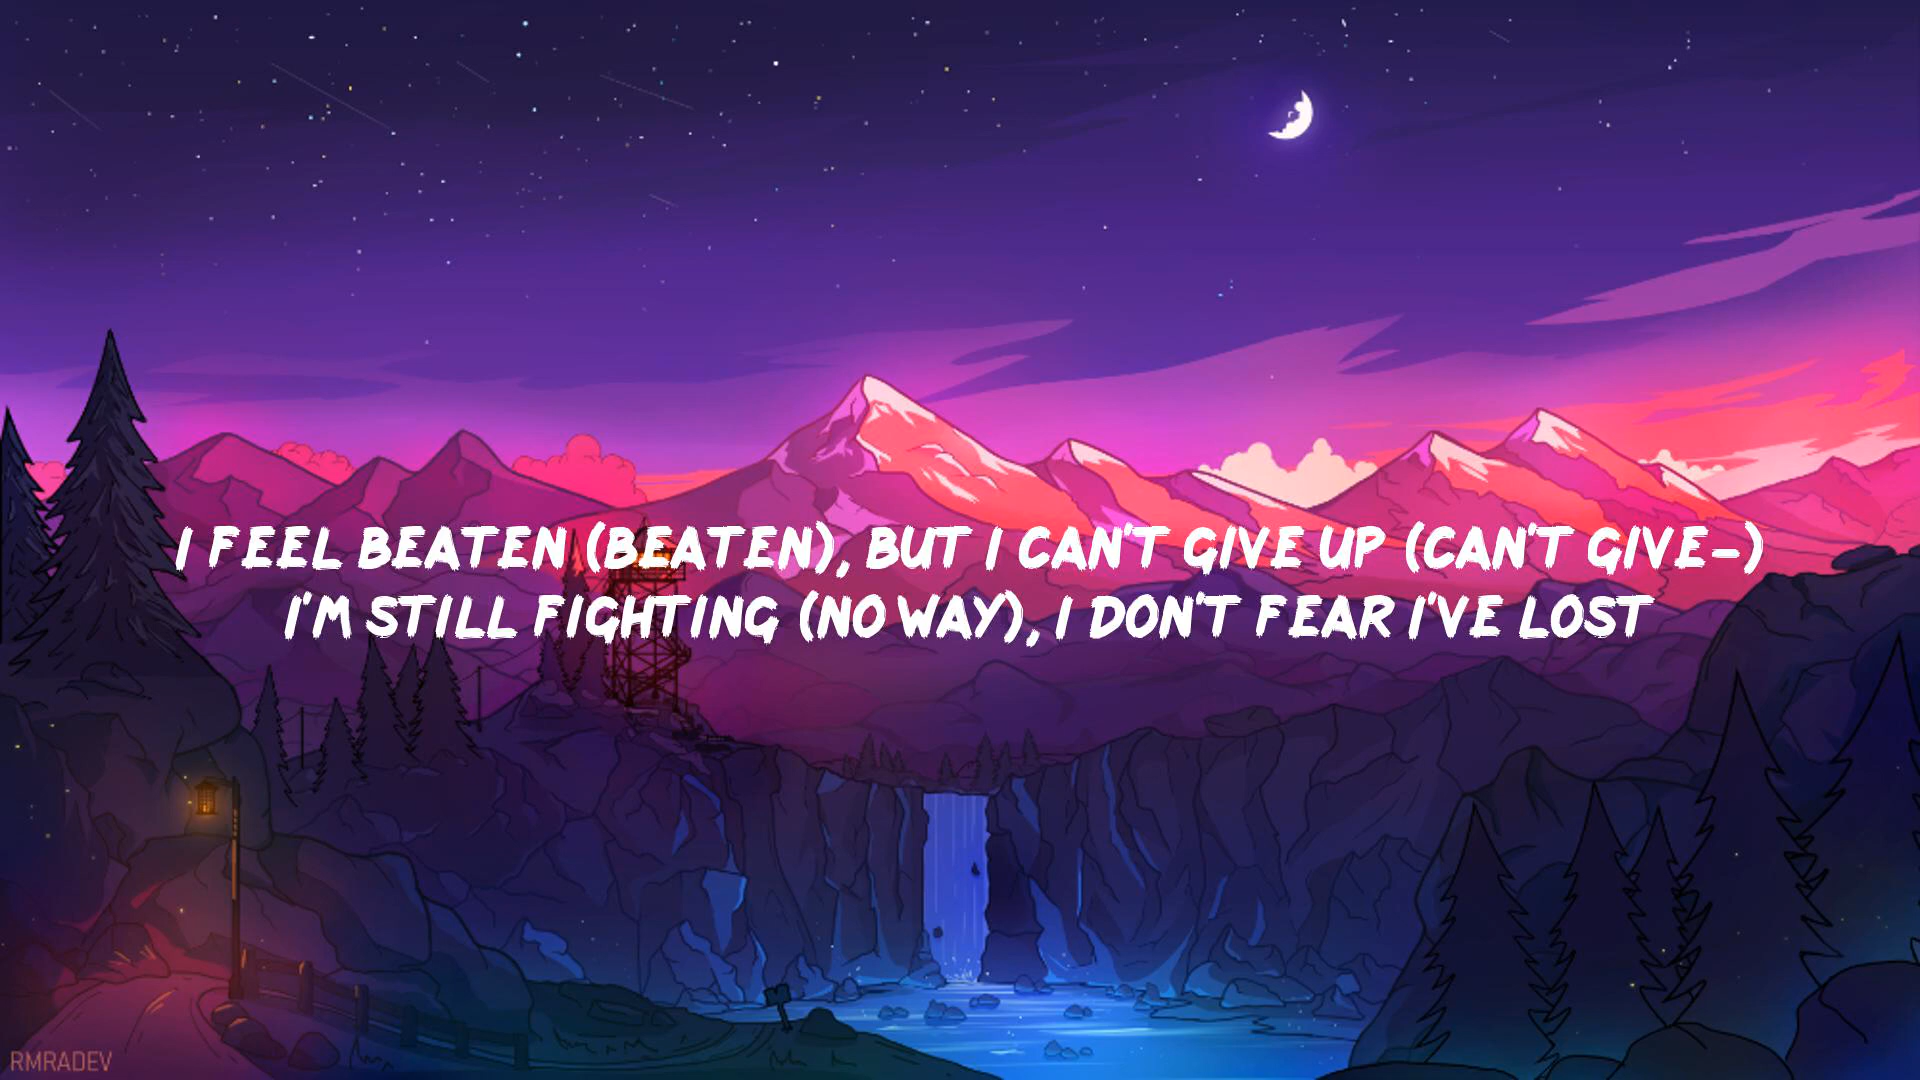 I FEEL BEATEN (BEATEN), BUT I CAN'T GIVE UP (CAN'T GIVE-)
I'M STILL FIGHTING (NO WAY), I DON'T FEAR I'VE LOST
RMRADEV